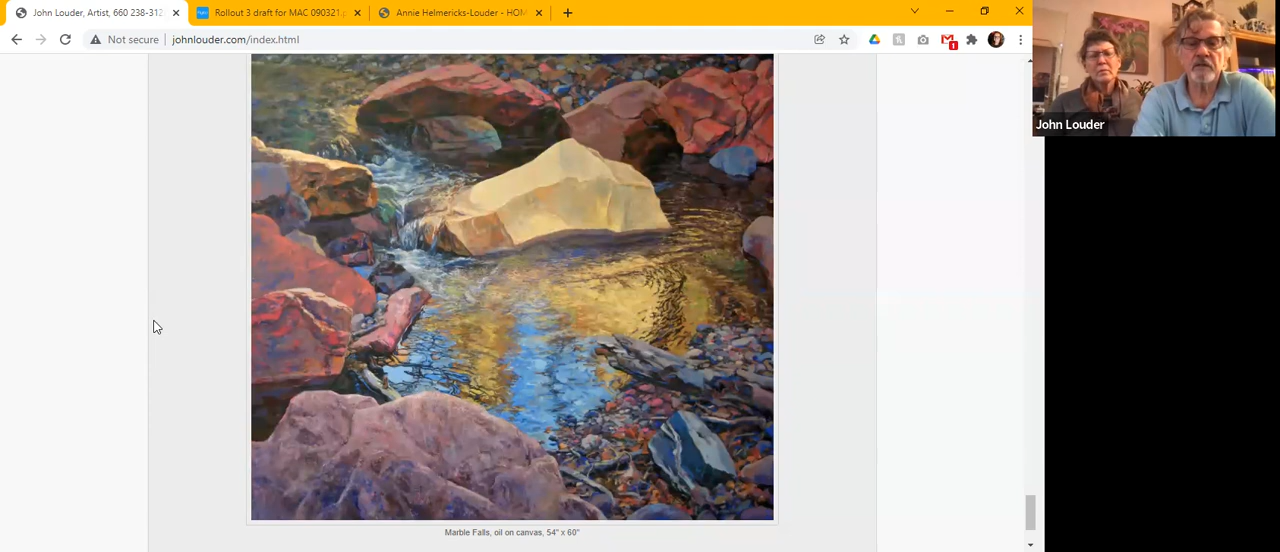 John Louder, Artist, 660 238-312
Rollout 3 draft for MAC 090321.p
Annie Helmericks-Louder - HOM
Not secure
johnlouder.com/index.html
1
John Louder
Marble Falls, oil on canvas, 54" x 60"